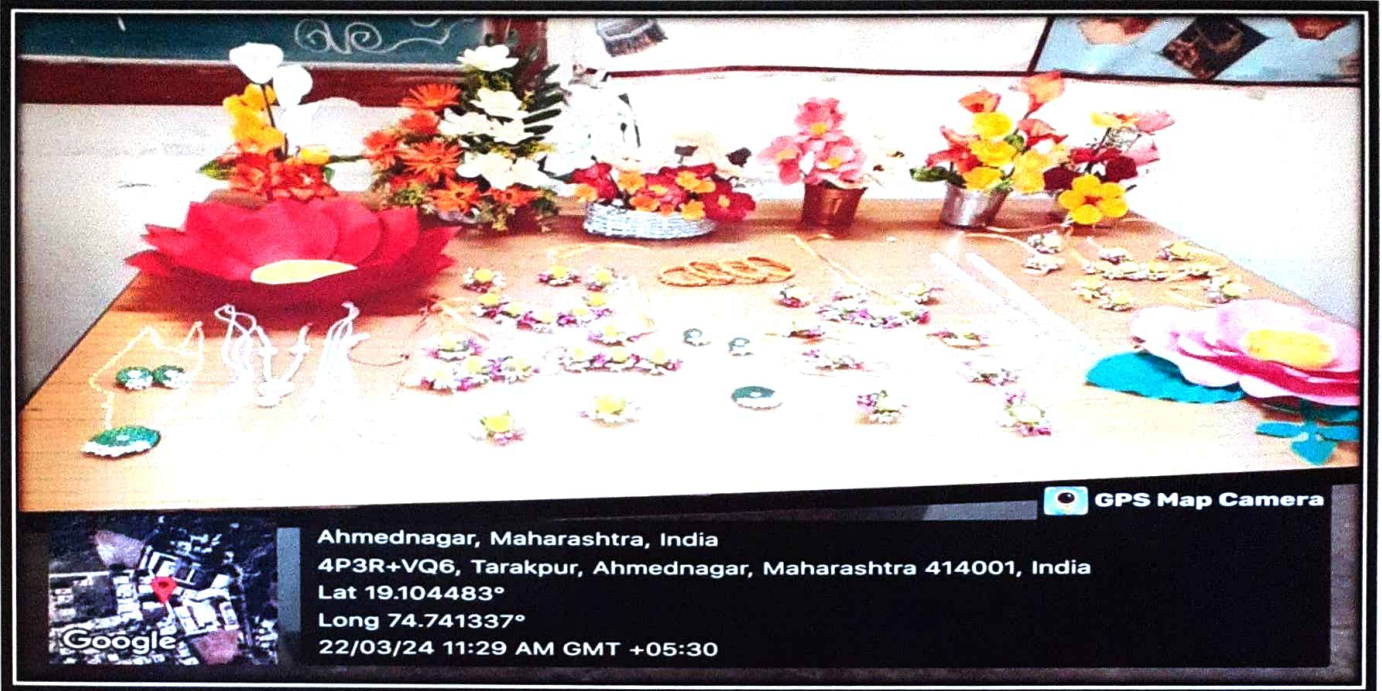 GPS Map Camera
Ahmednagar, Maharashtra, India
4P3R+VQ6, Tarakpur, Ahmednagar, Maharashtra 414001, India
Lat 19.104483°
Long 74.741337°
22/03/24 11:29 AM GMT +05:30
Google